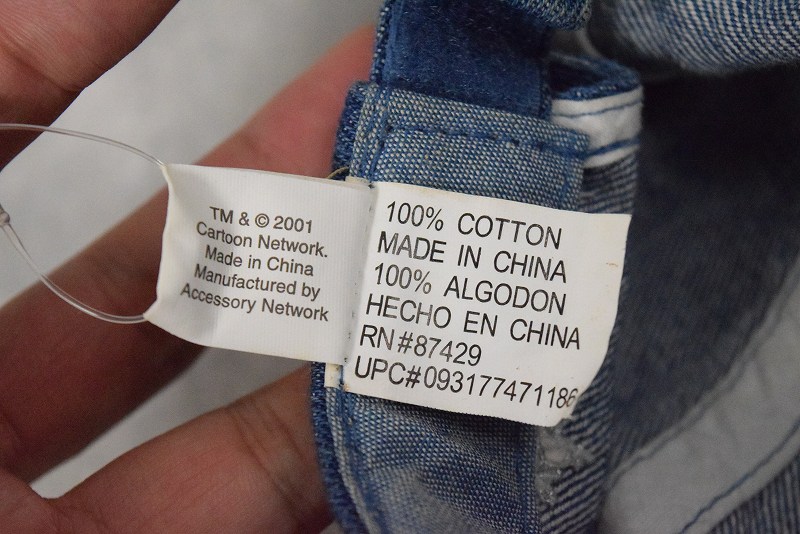 TM & © 2001
Cartoon Network.
Made in China
Manufactured by
Accessory Network
100% COTTON
MADE IN CHINA
100% ALGODON
HECHO EN CHINA
RN#87429
UPC#093177471186